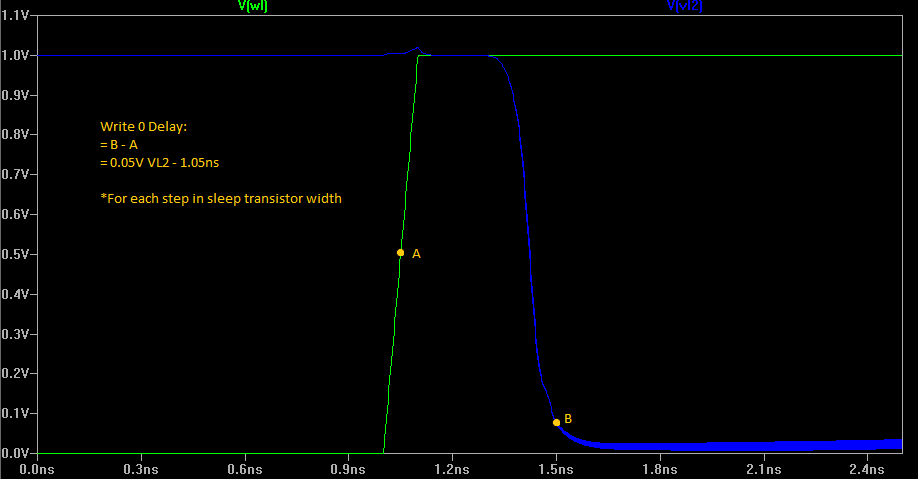 V(wl) V(vl2)
1.1V
1.0V
0.9V
0.8V
0.7V
0.6V
0.5V
0.4V
0.3V
0.2V
0.1V
0.0V
Write 0 Delay:
= B - A
= 0.05V VL2 - 1.05ns
*For each step in sleep transistor width
A
B
0.0ns 0.3ns 0.6ns 0.9ns 1.2ns 1.5ns 1.8ns 2.1ns 2.4ns